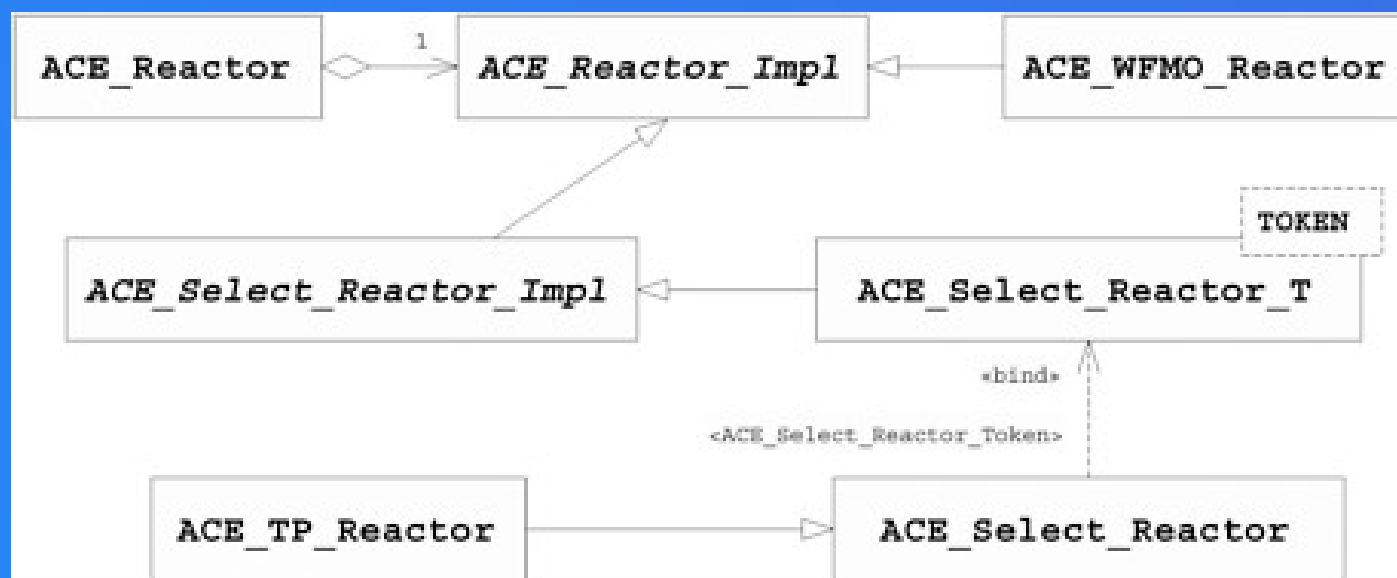 ACE_Reactor
1
ACE_Reactor_Impl
ACE_WFMO_Reactor
TOKEN
ACE_Select_Reactor_Impl
ACE_Select_Reactor_T
«bind»
<ACE_Select_Reactor_Token>
ACE_TP_Reactor
ACE_Select_Reactor